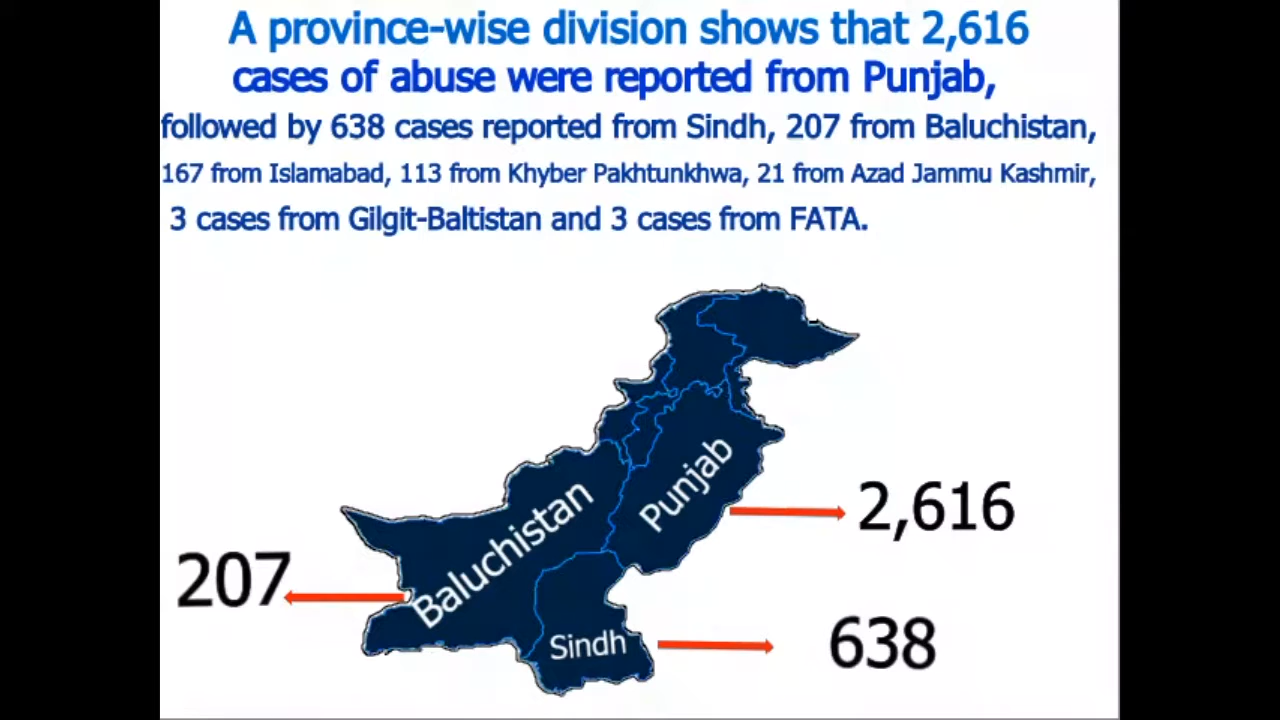 A province-wise division shows that 2,616
cases of abuse were reported from Punjab,
followed by 638 cases reported from Sindh, 207 from Baluchistan,
167 from Islamabad, 113 from Khyber Pakhtunkhwa, 21 from Azad Jammu Kashmir,
3 cases from Gilgit-Baltistan and 3 cases from FATA.
Punjab
2,616
Baluchistan
207
Sindh
638